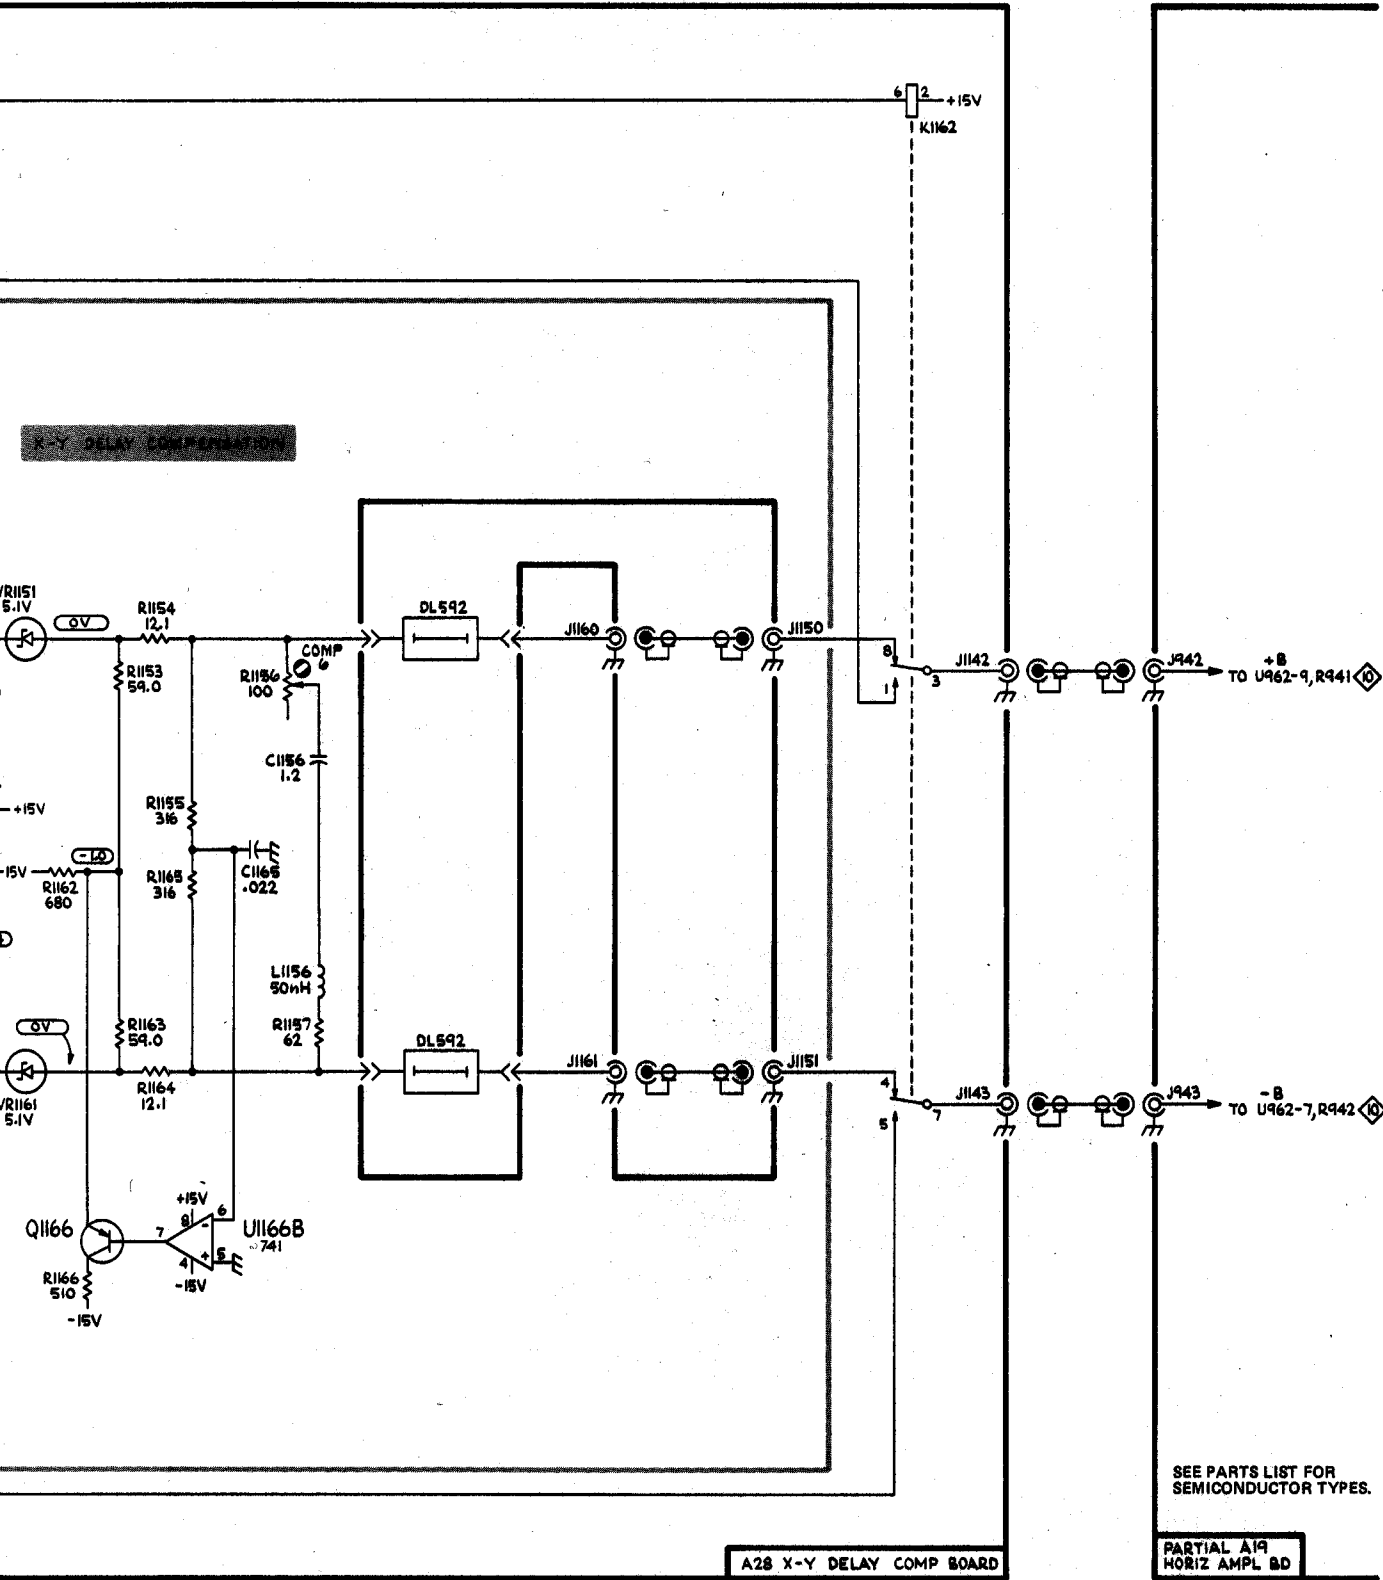 6 2 +15V
K1162
X-Y DELAY COMPENSATION
VR1151
5.1V
0V
R1154
12.1
R1153
59.0
COMP
6
R1156
100
DL592
J1160
J1150
8
1
3
J1142
J942
+B
TO U962-9, R941 10
C1156
1.2
+15V
R1155
316
-15V
R1162
680
-1.0
R1165
316
C1165
.022
L1156
50nH
0V
R1163
59.0
R1157
62
DL592
J1161
J1151
VR1161
5.1V
R1164
12.1
4
5
7
J1143
J943
-B
TO U962-7, R942 10
Q1166
R1166
510
-15V
7
+15V
8
6
-
+
5
4
-15V
U1166B
741
SEE PARTS LIST FOR
SEMICONDUCTOR TYPES.
A28 X-Y DELAY COMP BOARD
PARTIAL A19
HORIZ AMPL BD